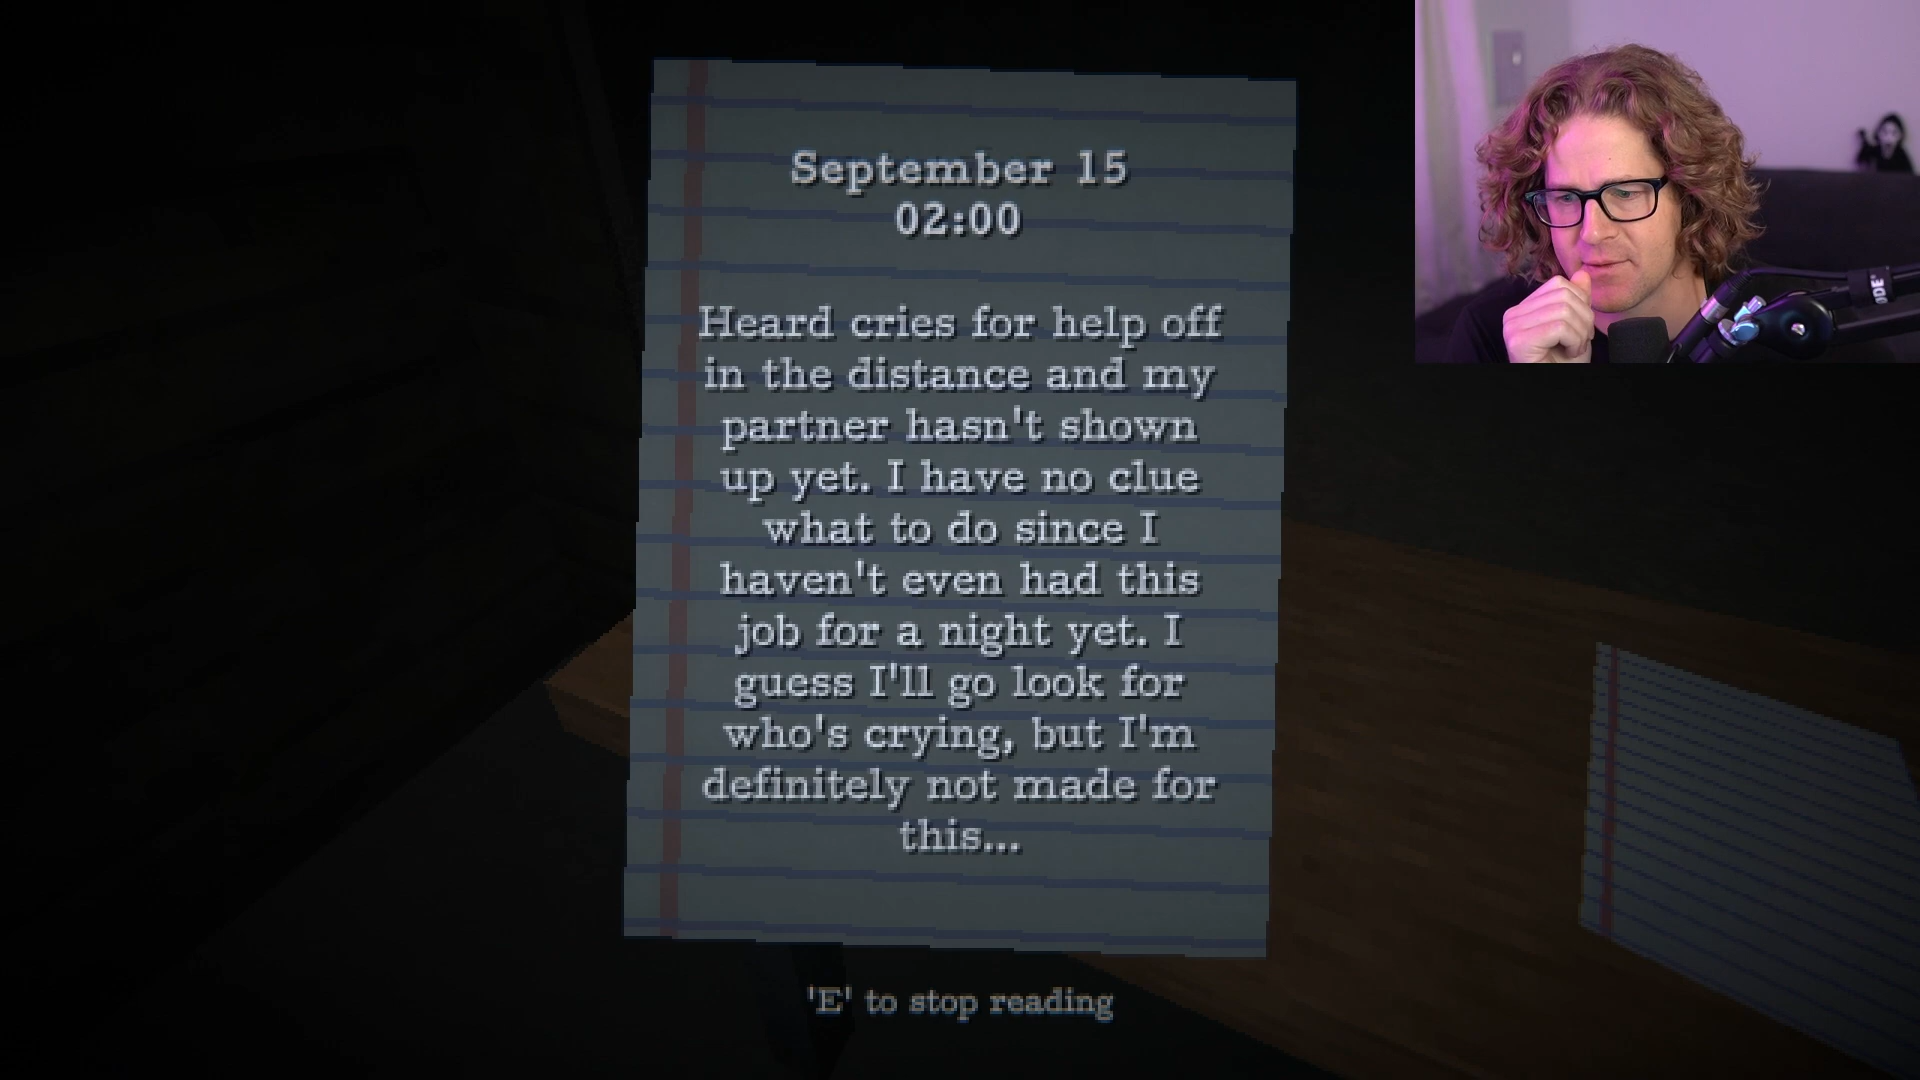 September 15
02:00
Heard cries for help off
in the distance and my
partner hasn't shown
up yet. I have no clue
what to do since I
haven't even had this
job for a night yet. I
guess I'll go look for
who's crying, but I'm
definitely not made for
this...
'E' to stop reading